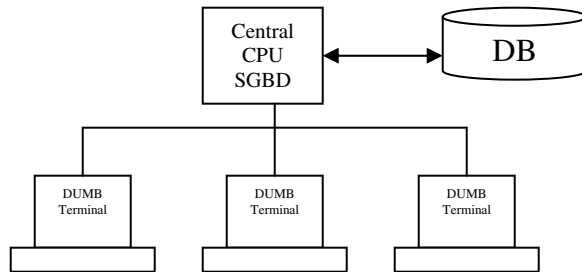 Central
CPU
SGBD
DB
DUMB
Terminal
DUMB
Terminal
DUMB
Terminal